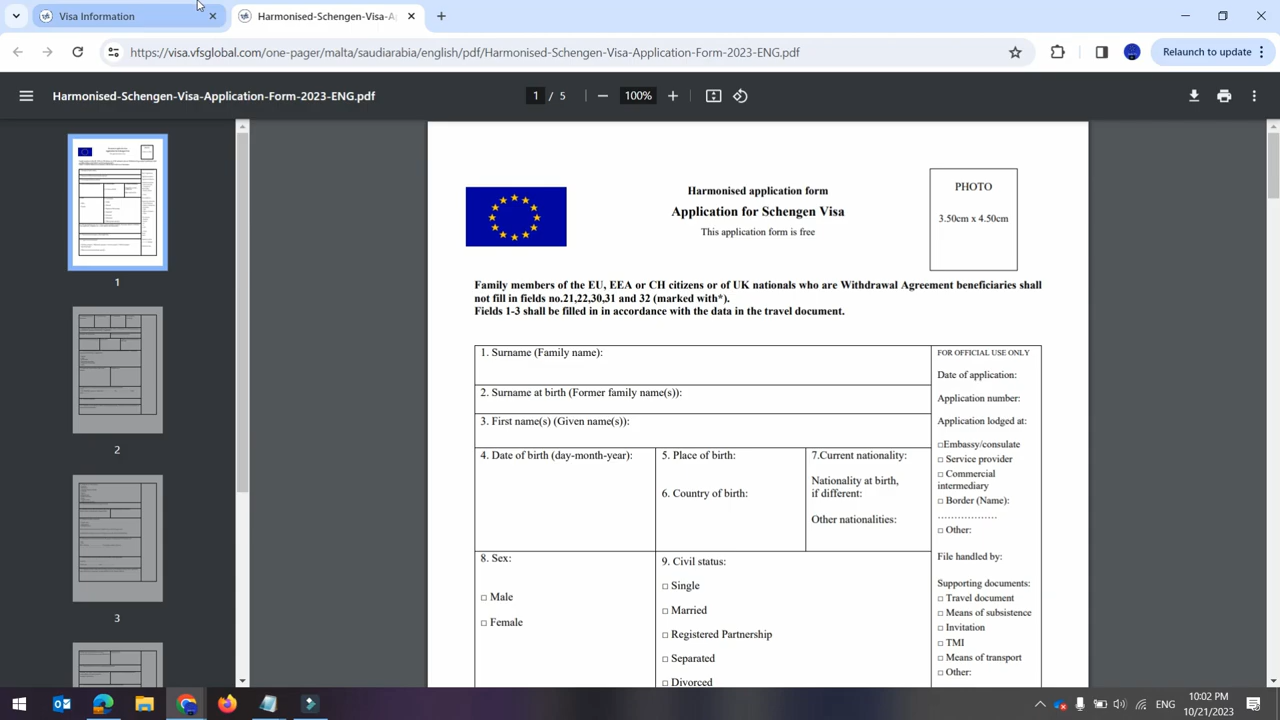 Visa Information
Harmonised-Schengen-Visa-Ap
https://visa.vfsglobal.com/one-pager/malta/saudiarabia/english/pdf/Harmonised-Schengen-Visa-Application-Form-2023-ENG.pdf
Relaunch to update
Harmonised-Schengen-Visa-Application-Form-2023-ENG.pdf
1 / 5
100%
1
2
3
Harmonised application form
Application for Schengen Visa
This application form is free
PHOTO
3.50cm x 4.50cm
Family members of the EU, EEA or CH citizens or of UK nationals who are Withdrawal Agreement beneficiaries shall
not fill in fields no.21,22,30,31 and 32 (marked with*).
Fields 1-3 shall be filled in in accordance with the data in the travel document.
1. Surname (Family name):
2. Surname at birth (Former family name(s)):
3. First name(s) (Given name(s)):
4. Date of birth (day-month-year):
5. Place of birth:
6. Country of birth:
7.Current nationality:
Nationality at birth,
if different:
Other nationalities:
8. Sex:
□ Male
□ Female
9. Civil status:
□ Single
□ Married
□ Registered Partnership
□ Separated
□ Divorced
FOR OFFICIAL USE ONLY
Date of application:
Application number:
Application lodged at:
□Embassy/consulate
□ Service provider
□ Commercial
intermediary
□ Border (Name):
..................
□ Other:
File handled by:
Supporting documents:
□ Travel document
□ Means of subsistence
□ Invitation
□ TMI
□ Means of transport
□ Other:
ENG
10:02 PM
10/21/2023